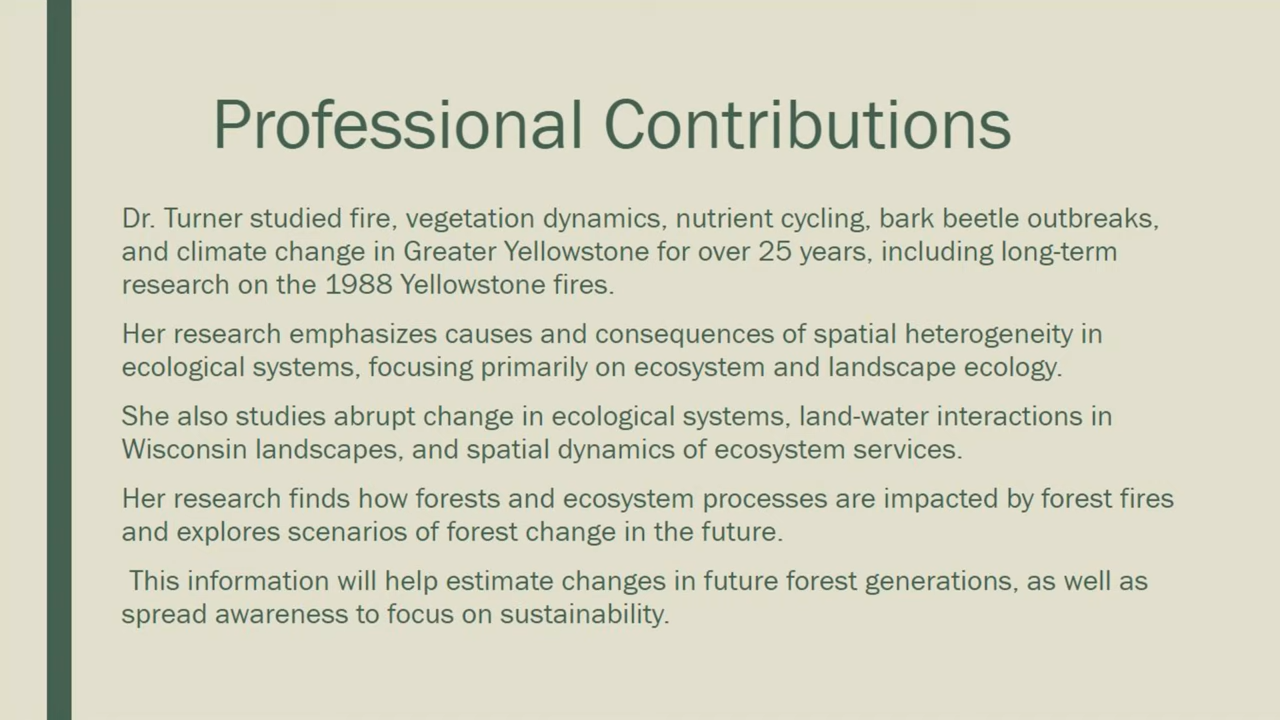 Professional Contributions
Dr. Turner studied fire, vegetation dynamics, nutrient cycling, bark beetle outbreaks,
and climate change in Greater Yellowstone for over 25 years, including long-term
research on the 1988 Yellowstone fires.
Her research emphasizes causes and consequences of spatial heterogeneity in
ecological systems, focusing primarily on ecosystem and landscape ecology.
She also studies abrupt change in ecological systems, land-water interactions in
Wisconsin landscapes, and spatial dynamics of ecosystem services.
Her research finds how forests and ecosystem processes are impacted by forest fires
and explores scenarios of forest change in the future.
This information will help estimate changes in future forest generations, as well as
spread awareness to focus on sustainability.